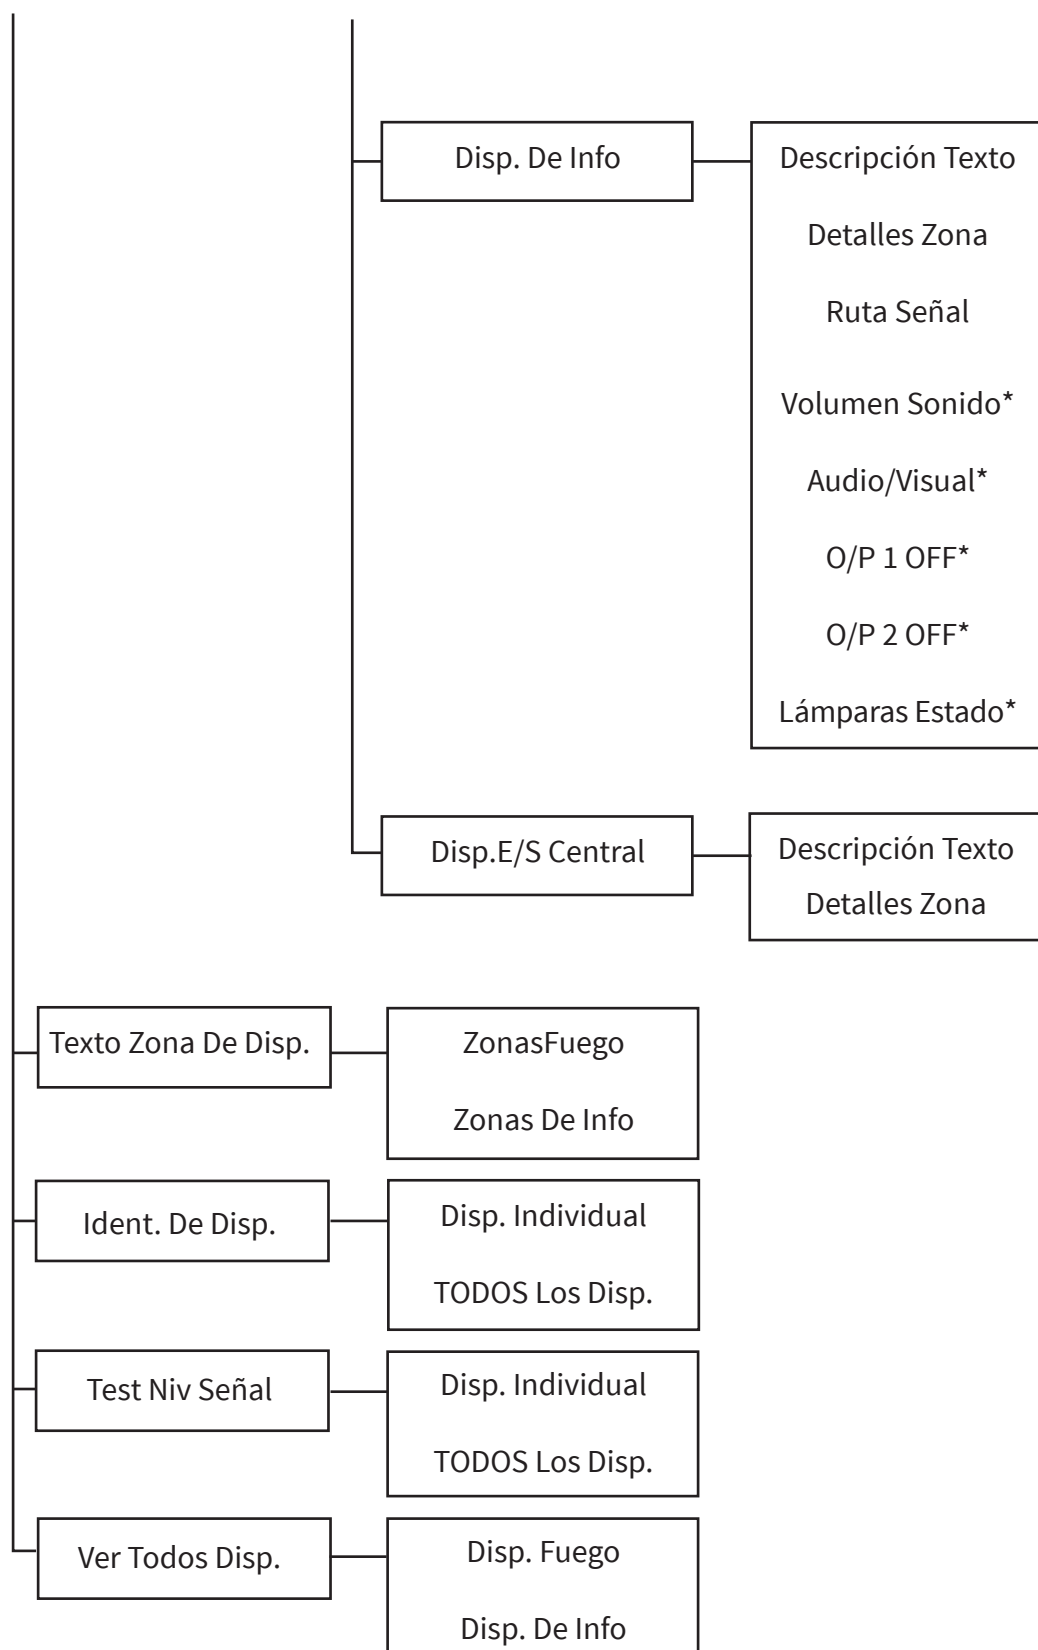 Disp. De Info
Descripción Texto
Detalles Zona
Ruta Señal
Volumen Sonido*
Audio/Visual*
O/P 1 OFF*
O/P 2 OFF*
Lámparas Estado*
Disp.E/S Central
Descripción Texto
Detalles Zona
Texto Zona De Disp.
ZonasFuego
Zonas De Info
Ident. De Disp.
Disp. Individual
TODOS Los Disp.
Test Niv Señal
Disp. Individual
TODOS Los Disp.
Ver Todos Disp.
Disp. Fuego
Disp. De Info